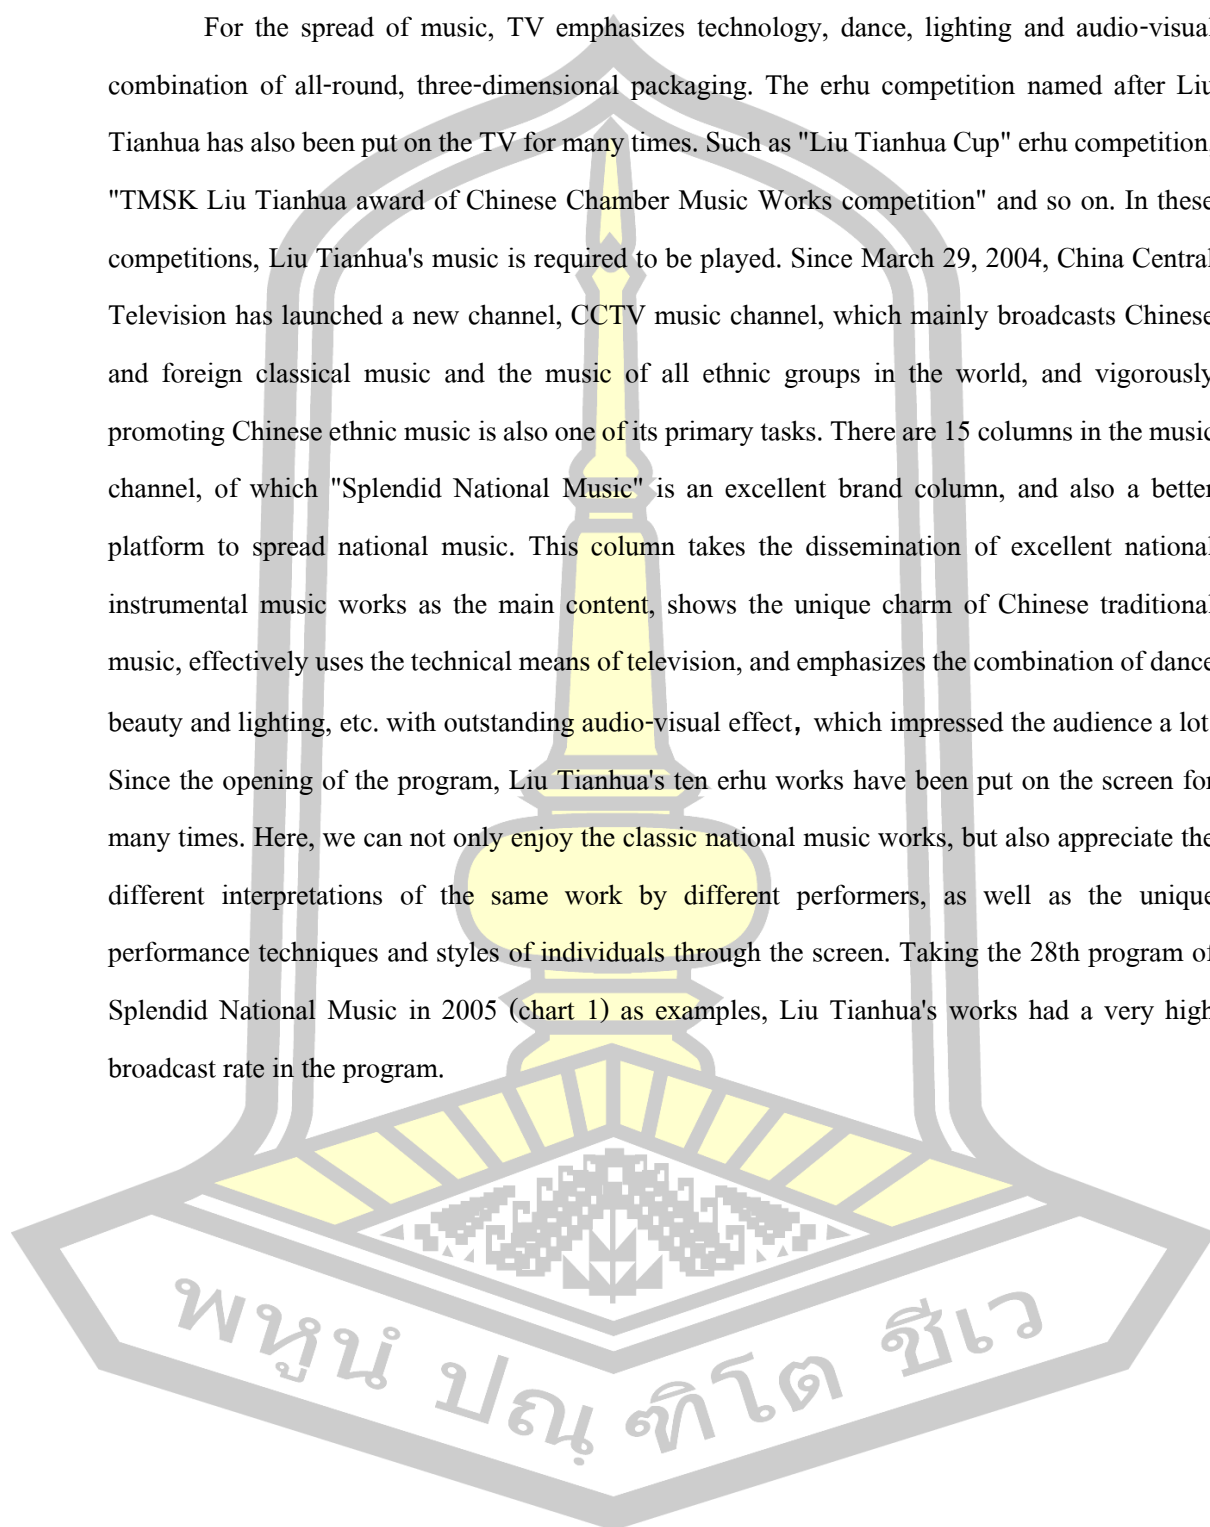 For the spread of music, TV emphasizes technology, dance, lighting and audio-visual
combination of all-round, three-dimensional packaging. The erhu competition named after Liu
Tianhua has also been put on the TV for many times. Such as "Liu Tianhua Cup" erhu competition,
"TMSK Liu Tianhua award of Chinese Chamber Music Works competition" and so on. In these
competitions, Liu Tianhua's music is required to be played. Since March 29, 2004, China Central
Television has launched a new channel, CCTV music channel, which mainly broadcasts Chinese
and foreign classical music and the music of all ethnic groups in the world, and vigorously
promoting Chinese ethnic music is also one of its primary tasks. There are 15 columns in the music
channel, of which "Splendid National Music" is an excellent brand column, and also a better
platform to spread national music. This column takes the dissemination of excellent national
instrumental music works as the main content, shows the unique charm of Chinese traditional
music, effectively uses the technical means of television, and emphasizes the combination of dance
beauty and lighting, etc. with outstanding audio-visual effect，which impressed the audience a lot
Since the opening of the program, Liu Tianhua's ten erhu works have been put on the screen for
many times. Here, we can not only enjoy the classic national music works, but also appreciate the
different interpretations of the same work by different performers, as well as the unique
performance techniques and styles of individuals through the screen. Taking the 28th program of
Splendid National Music in 2005 (chart 1) as examples, Liu Tianhua's works had a very high
broadcast rate in the program.
พหูนํ ปณฺฑิโต ชีเว